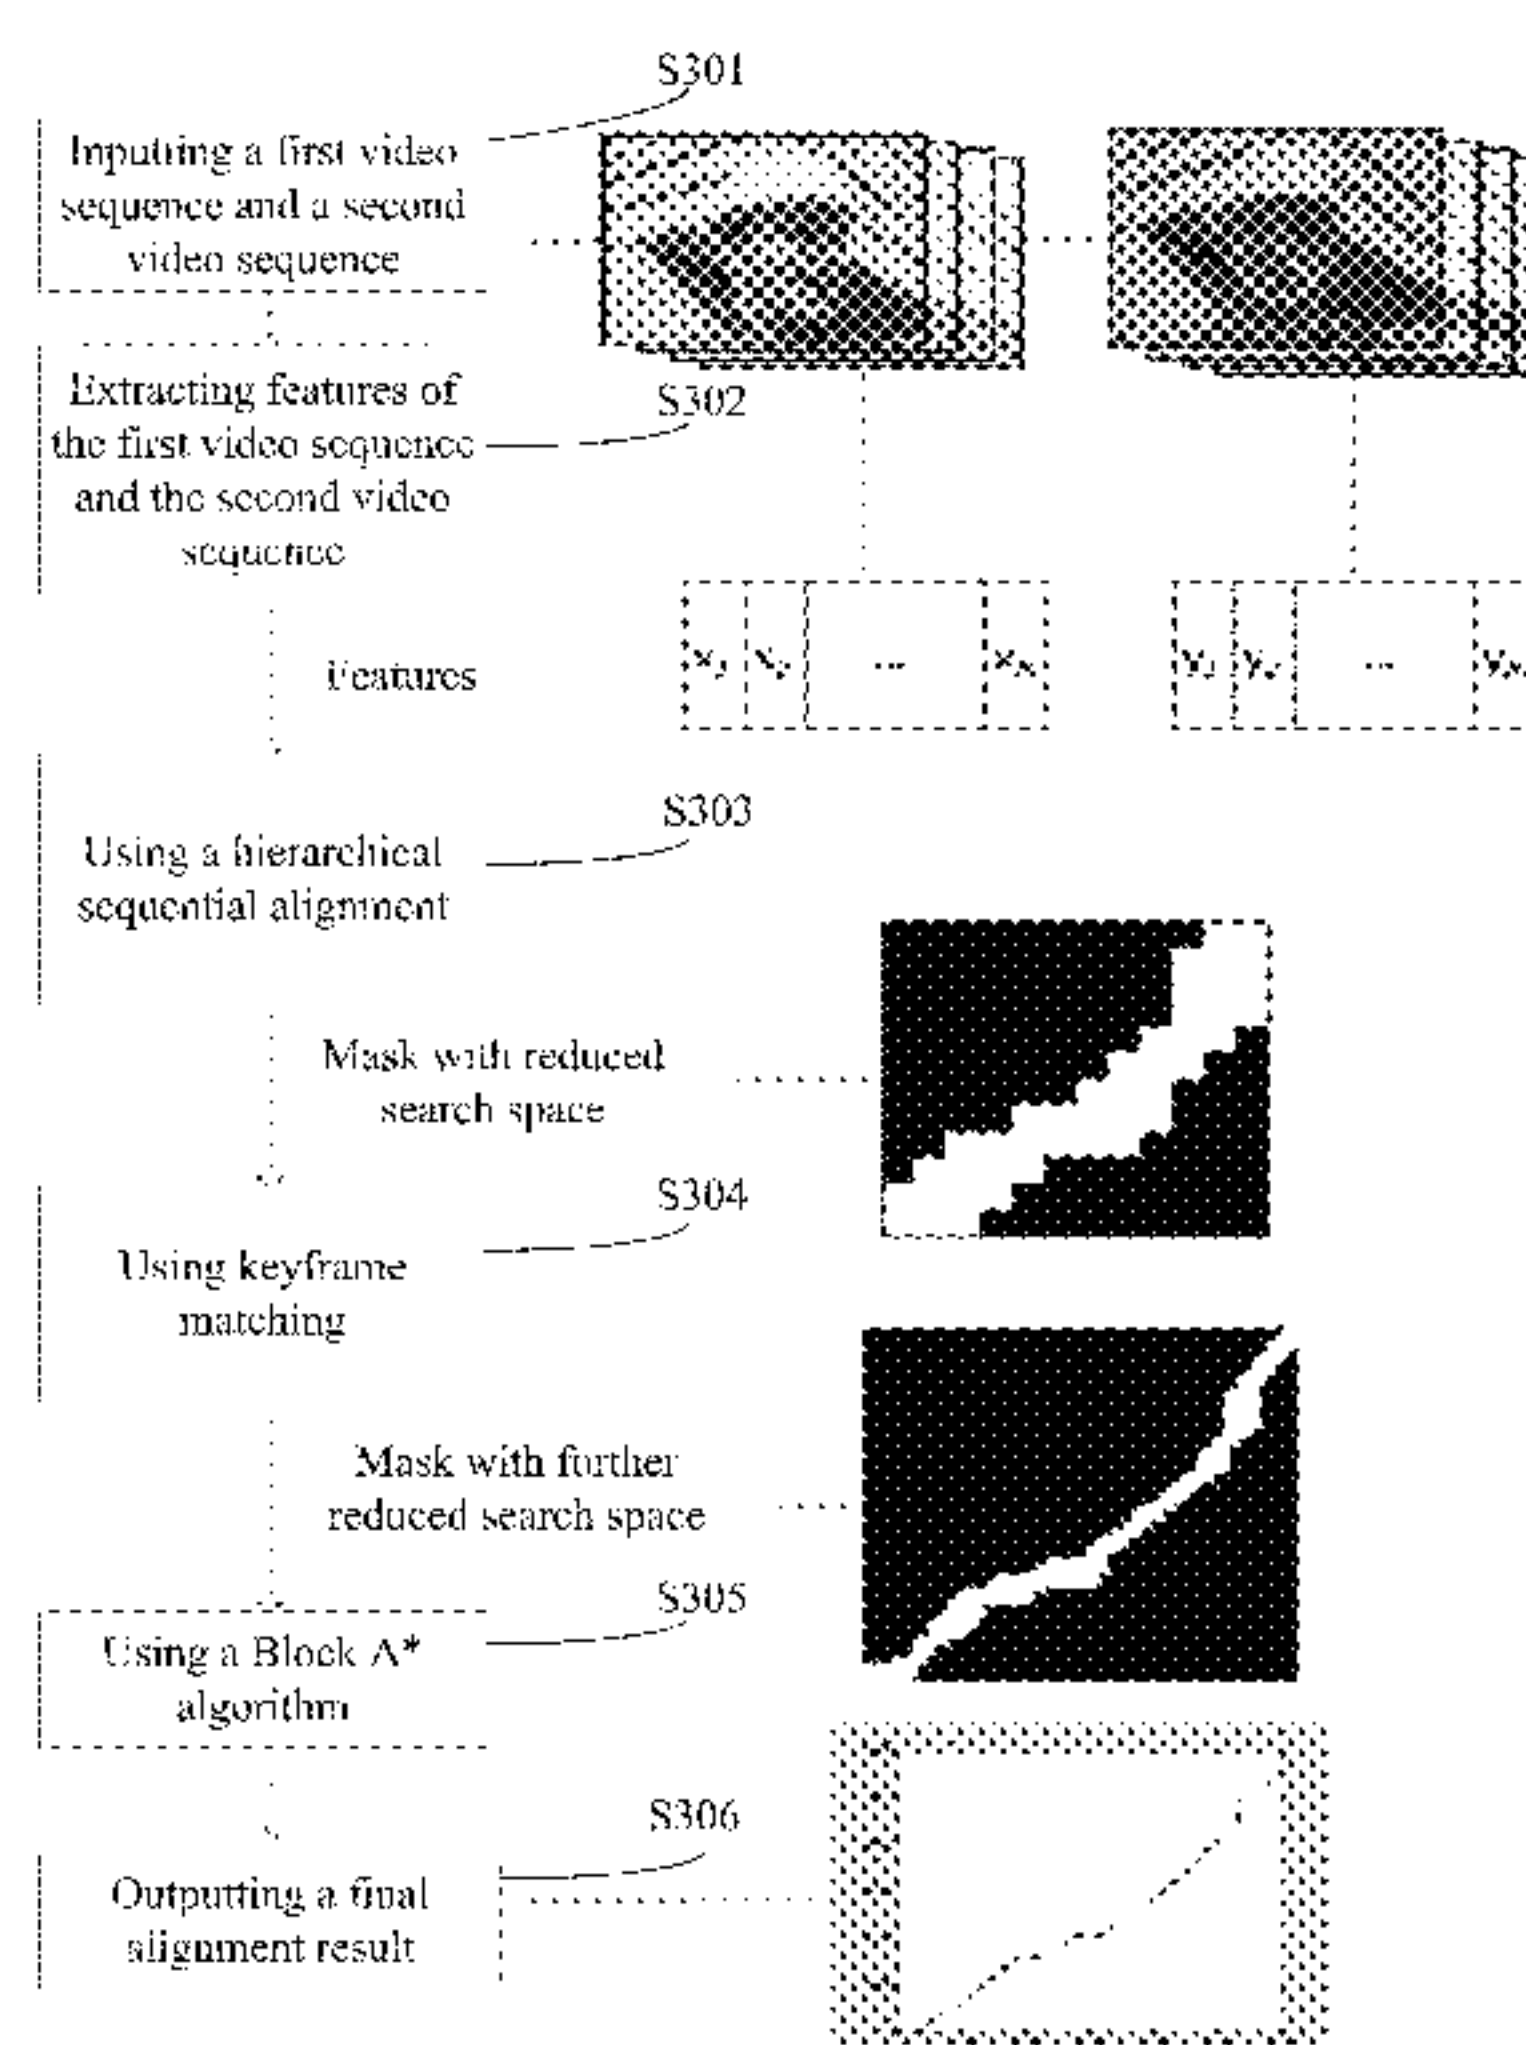 S301
Inputting a first video
sequence and a second
video sequence
Extracting features of
the first video sequence
and the second video
sequence
S302
Features
...
...
S303
Using a hierarchical
sequential alignment
Mask with reduced
search space
S304
Using keyframe
matching
Mask with further
reduced search space
S305
Using a Block A*
algorithm
S306
Outputting a final
alignment result